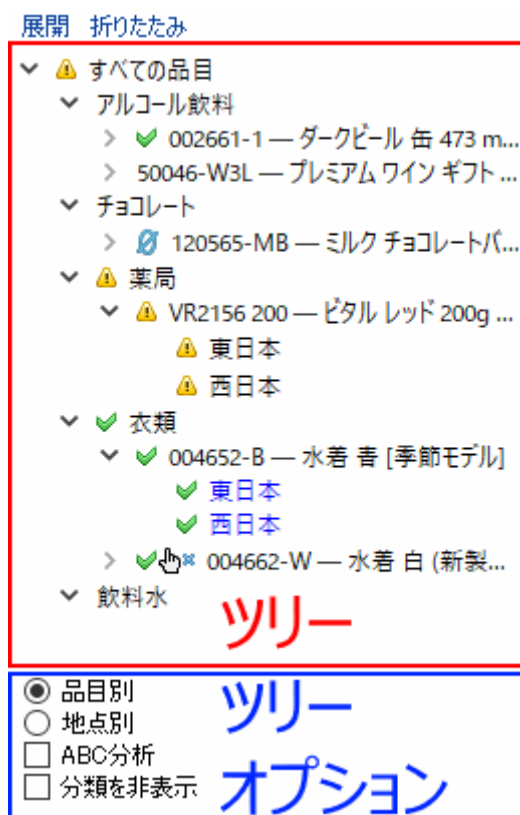 展開 折りたたみ
すべての品目
アルコール飲料
002661-1 — ダークビール 缶 473 m...
50046-W3L — プレミアム ワイン ギフト ...
チョコレート
120565-MB — ミルク チョコレートバ...
薬局
VR2156 200 — ビタル レッド 200g ...
東日本
西日本
衣類
004652-B — 水着 青 [季節モデル]
東日本
西日本
004662-W — 水着 白 (新製...
飲料水
ツリー
品目別
地点別
ABC分析
分類を非表示
ツリー
オプション